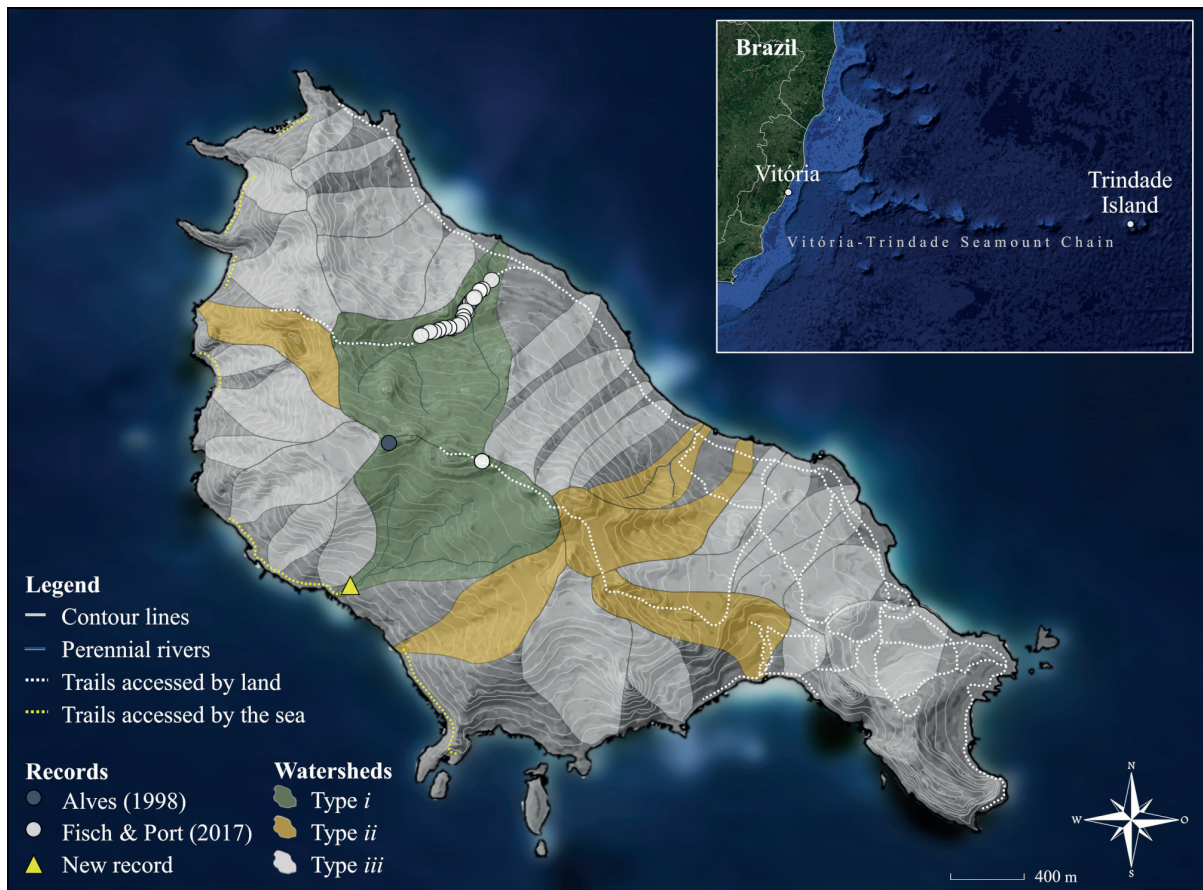 Brazil
Vitória
Trindade
Island
Vitória-Trindade Seamount Chain
Legend
Contour lines
Perennial rivers
Trails accessed by land
Trails accessed by the sea
Records
Alves (1998)
Fisch & Port (2017)
New record
Watersheds
Type i
Type ii
Type iii
N
W
O
S
400 m